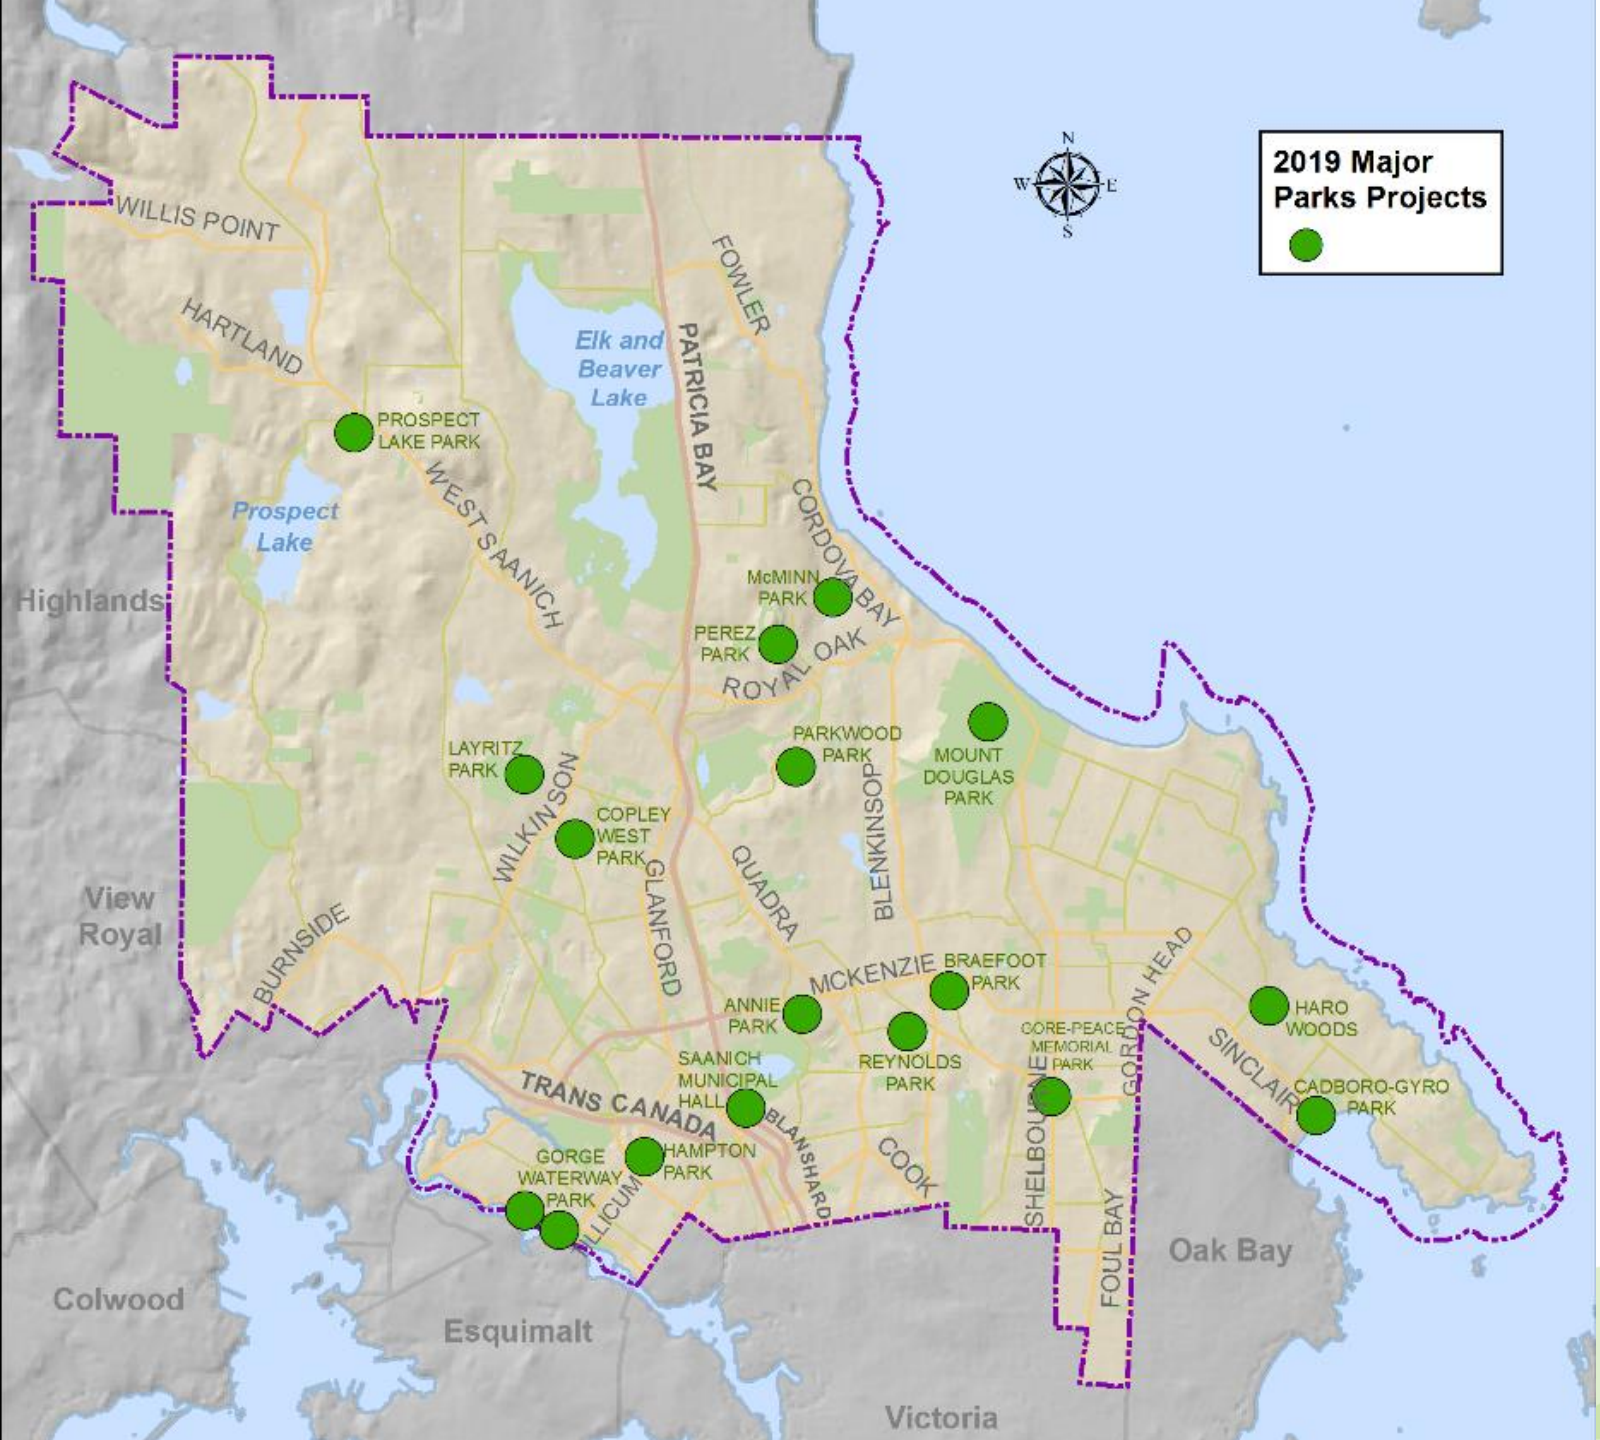 N
W
E
S
2019 Major
Parks Projects
WILLIS POINT
HARTLAND
FOWLER
PATRICIA BAY
Elk and
Beaver
Lake
PROSPECT
LAKE PARK
WEST SAANICH
Prospect
Lake
CORDOVA BAY
Highlands
McMINN
PARK
PEREZ
PARK
ROYAL OAK
LAYRITZ
PARK
WILKINSON
PARKWOOD
PARK
MOUNT
DOUGLAS
PARK
COPLEY
WEST
PARK
BLENKINSOP
GLANFORD
QUADRA
View
Royal
BURNSIDE
MCKENZIE
BRAEFOOT
PARK
GORDON HEAD
ANNIE
PARK
HARO
WOODS
REYNOLDS
PARK
GORE-PEACE
MEMORIAL
PARK
SINCLAIR
SAANICH
MUNICIPAL
HALL
TRANS CANADA
BLANSHARD
CADBORO-GYRO
PARK
SHELBOURNE
COOK
HAMPTON
PARK
GORGE
WATERWAY
PARK
FOUL BAY
Oak Bay
Colwood
Esquimalt
Victoria